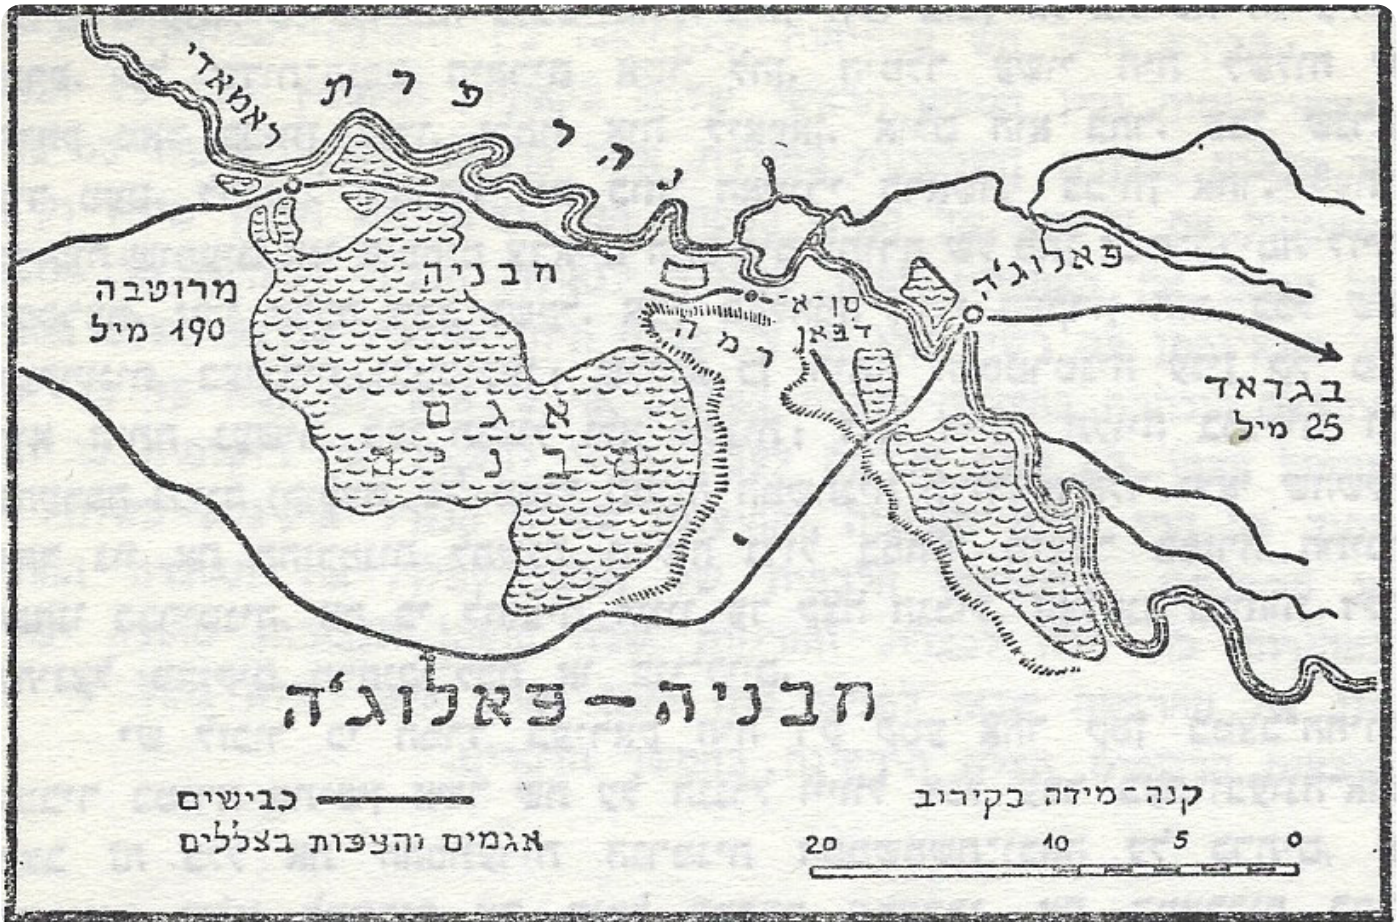 ראמאדי
נהר פרת
חבניה
מרוטבה
190 מיל
סן־א־
דבאן
רמה
פאלוג'ה
בגדאד
25 מיל
אגם
חבניה–פאלוג'ה
כבישים
אגמים והצפות בצללים
קנה־מידה בקירוב
20 10 5 0